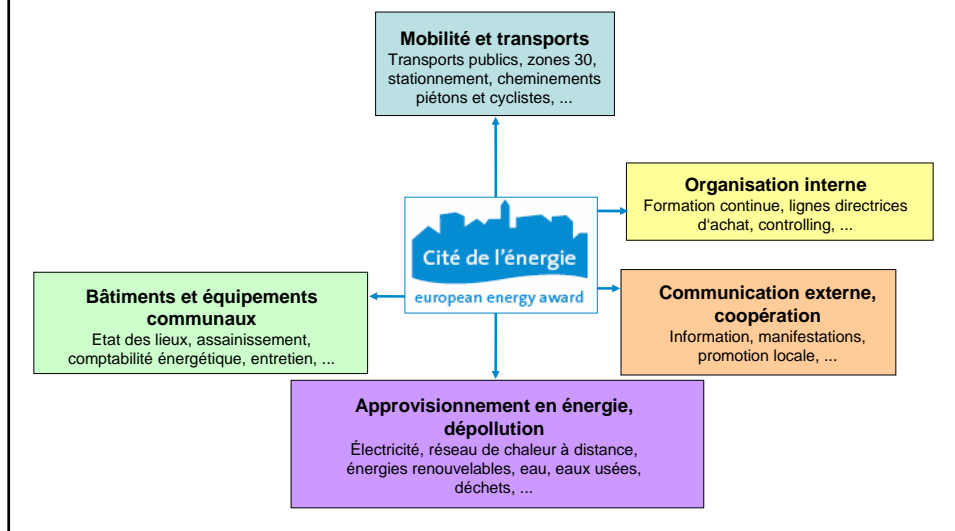 Mobilité et transports
Transports publics, zones 30,
stationnement, cheminements
piétons et cyclistes, ...
Organisation interne
Formation continue, lignes directrices
d‘achat, controlling, ...
Cité de l’énergie
european energy award
Bâtiments et équipements
communaux
Etat des lieux, assainissement,
comptabilité énergétique, entretien, ...
Communication externe,
coopération
Information, manifestations,
promotion locale, ...
Approvisionnement en énergie,
dépollution
Électricité, réseau de chaleur à distance,
énergies renouvelables, eau, eaux usées,
déchets, ...